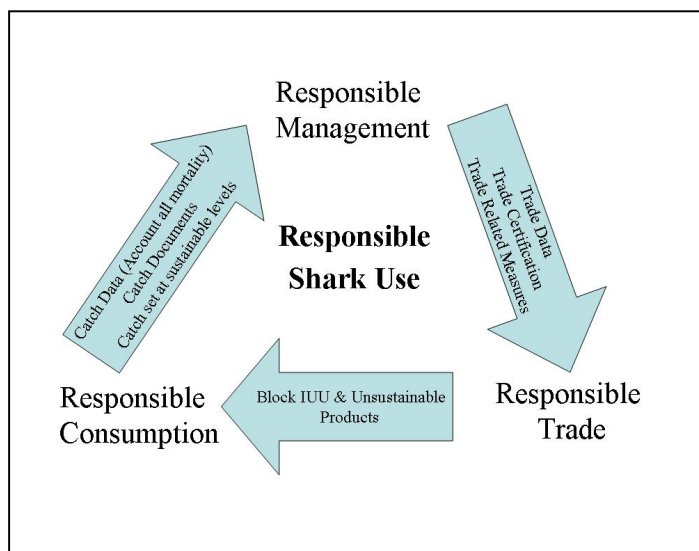 Responsible
Management
Trade Data
Trade Certification
Trade Related Measures
Catch Data (Account all mortality)
Catch Documents
Catch set at sustainable levels
Responsible
Shark Use
Block IUU & Unsustainable
Products
Responsible
Consumption
Responsible
Trade